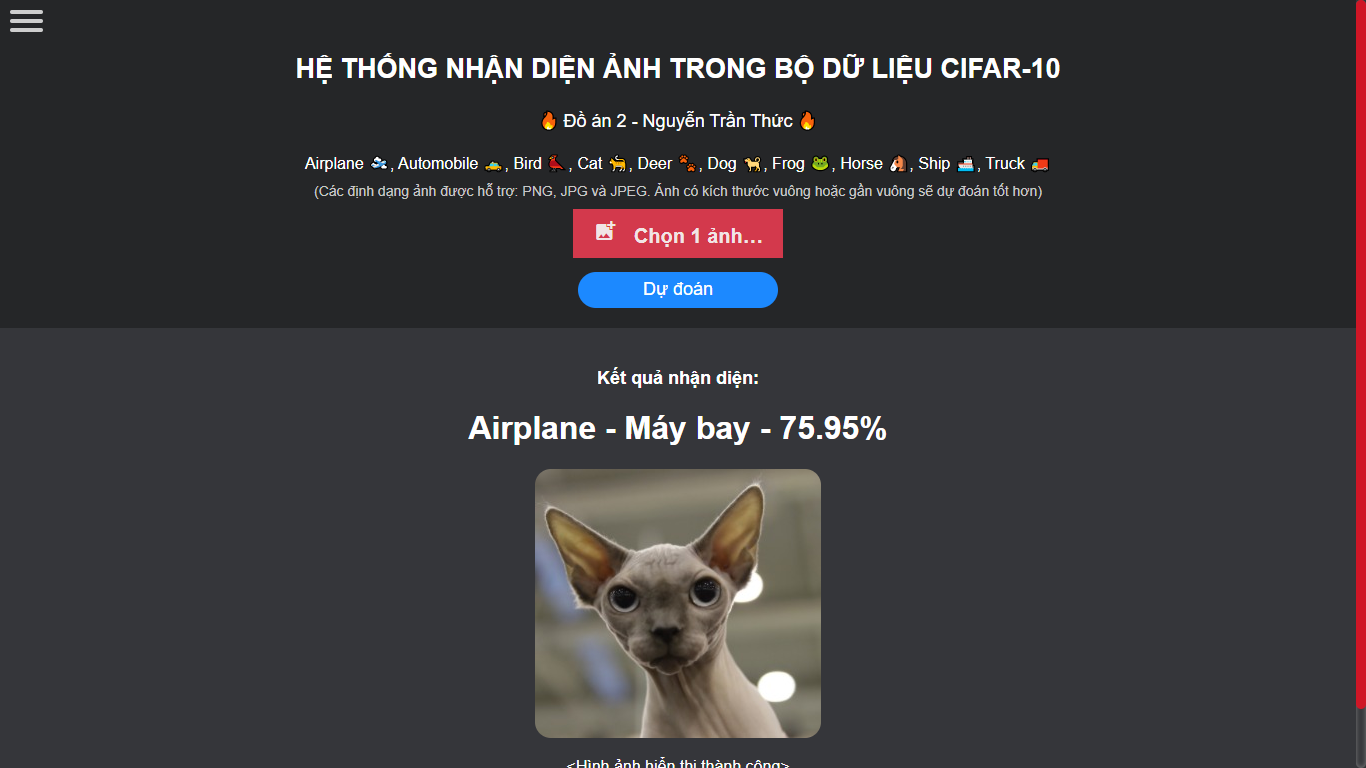 HỆ THỐNG NHẬN DIỆN ẢNH TRONG BỘ DỮ LIỆU CIFAR-10
🔥 Đồ án 2 - Nguyễn Trần Thức 🔥
Airplane 🛩️, Automobile 🚕, Bird 🐦, Cat 🐈, Deer 🐾, Dog 🐕, Frog 🐸, Horse 🐴, Ship 🚢, Truck 🚚
(Các định dạng ảnh được hỗ trợ: PNG, JPG và JPEG. Ảnh có kích thước vuông hoặc gần vuông sẽ dự đoán tốt hơn)
Chọn 1 ảnh...
Dự đoán
Kết quả nhận diện:
Airplane - Máy bay - 75.95%
<Hình ảnh hiển thị thành công>